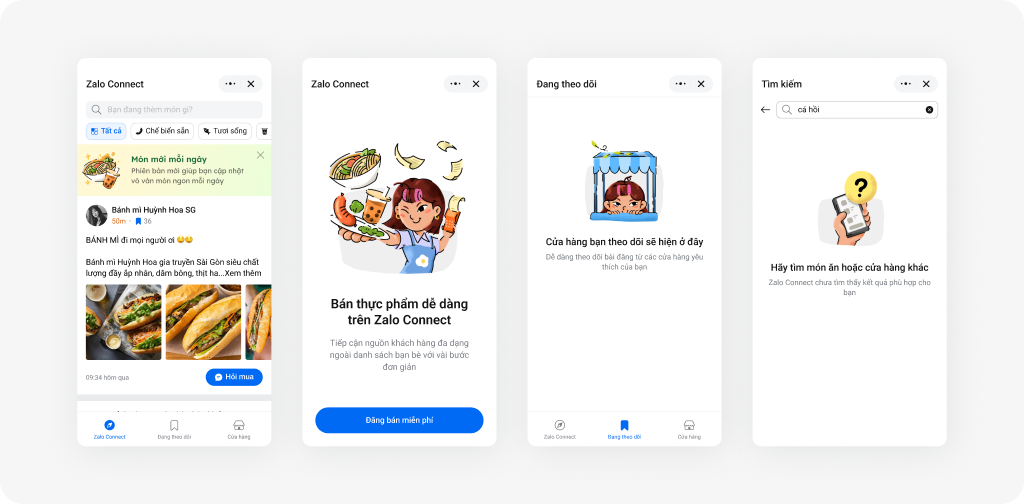 Zalo Connect
Bạn đang thèm món gì?
Tất cả
Chế biến sẵn
Tươi sống
Món mới mỗi ngày
Phiên bản mới giúp bạn cập nhật
vô vàn món ngon mỗi ngày
Bánh mì Huỳnh Hoa SG
50m · 36
BÁNH MÌ đi mọi người ơi 😄😄
Bánh mì Huỳnh Hoa gia truyền Sài Gòn siêu chất
lượng đầy ắp nhân, dăm bông, thịt ha...Xem thêm
09:34 hôm qua
Hỏi mua
Zalo Connect
Đang theo dõi
Cửa hàng
Zalo Connect
Bán thực phẩm dễ dàng
trên Zalo Connect
Tiếp cận nguồn khách hàng đa dạng
ngoài danh sách bạn bè với vài bước
đơn giản
Đăng bán miễn phí
Đang theo dõi
Cửa hàng bạn theo dõi sẽ hiện ở đây
Dễ dàng theo dõi bài đăng từ các cửa hàng yêu
thích của bạn
Zalo Connect
Đang theo dõi
Cửa hàng
Tìm kiếm
cá hồi
?
Hãy tìm món ăn hoặc cửa hàng khác
Zalo Connect chưa tìm thấy kết quả phù hợp cho
bạn